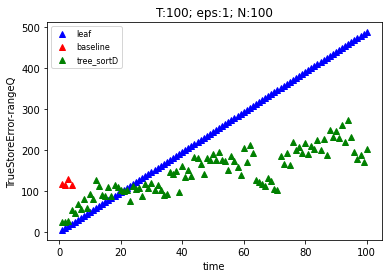 T:100; eps:1; N:100
leaf
baseline
tree_sortD
TrueStoreError-rangeQ
500
400
300
200
100
0
0 20 40 60 80 100
time